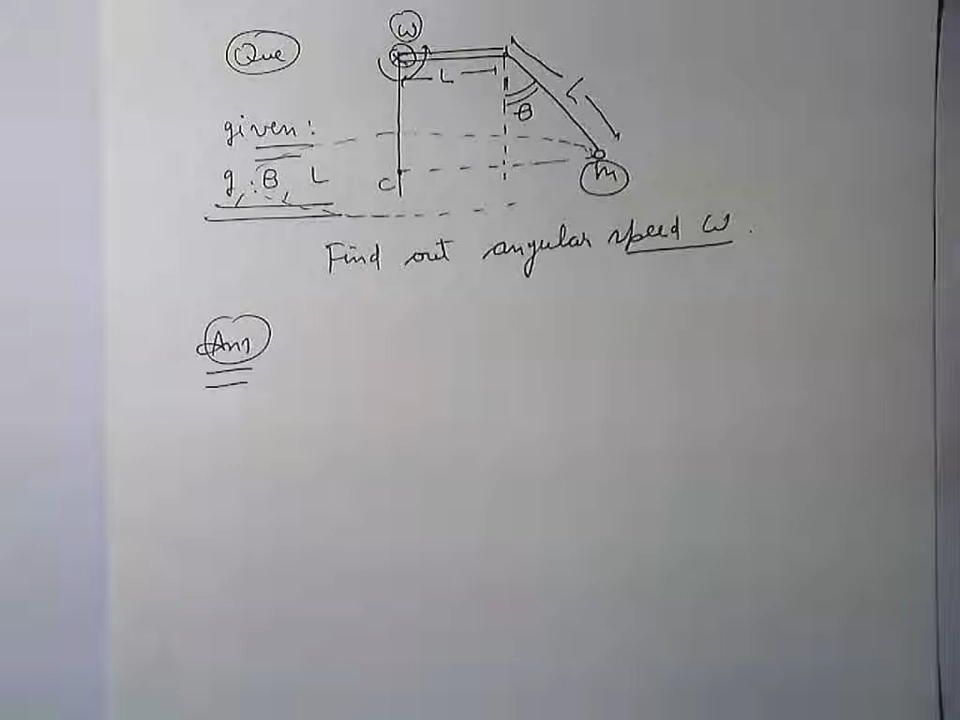 ω
Que
L
L
θ
given:
g, θ L
C
m
Find out angular speed ω.
Ans